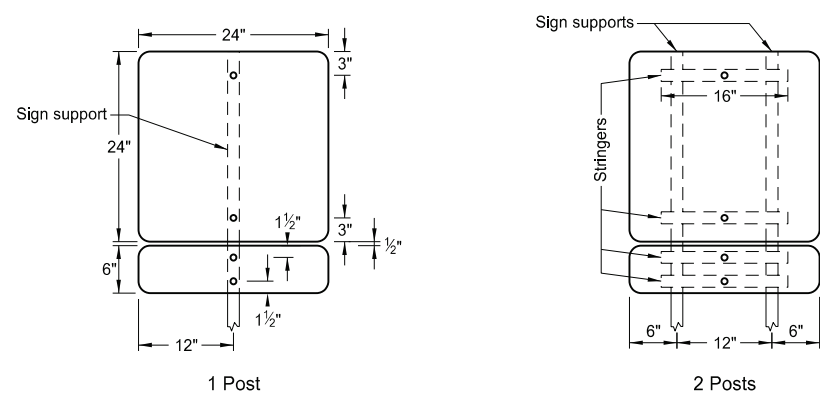 Sign supports
24"
3"
16"
Sign support
24"
Stringers
1½"
3"
½"
6"
1½"
12"
6"
12"
6"
1 Post
2 Posts